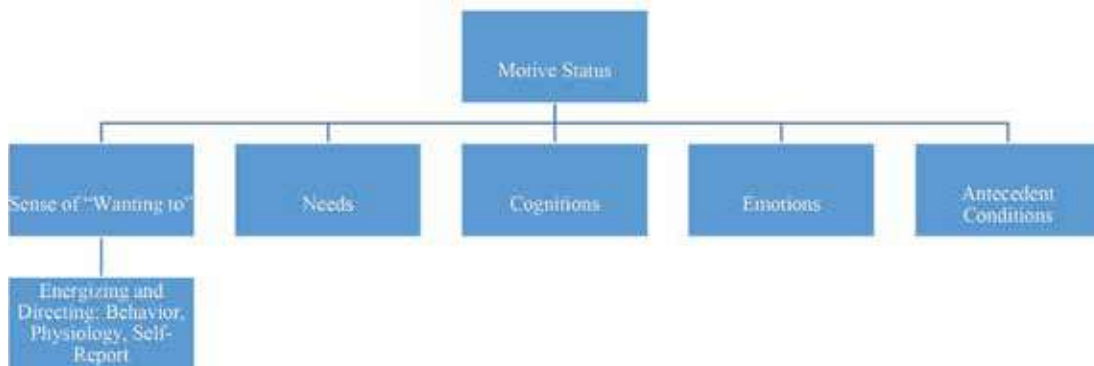 Motive Status
Sense of “Wanting to”
Needs
Cognitions
Emotions
Antecedent
Conditions
Energizing and
Directing: Behavior,
Physiology, Self-
Report